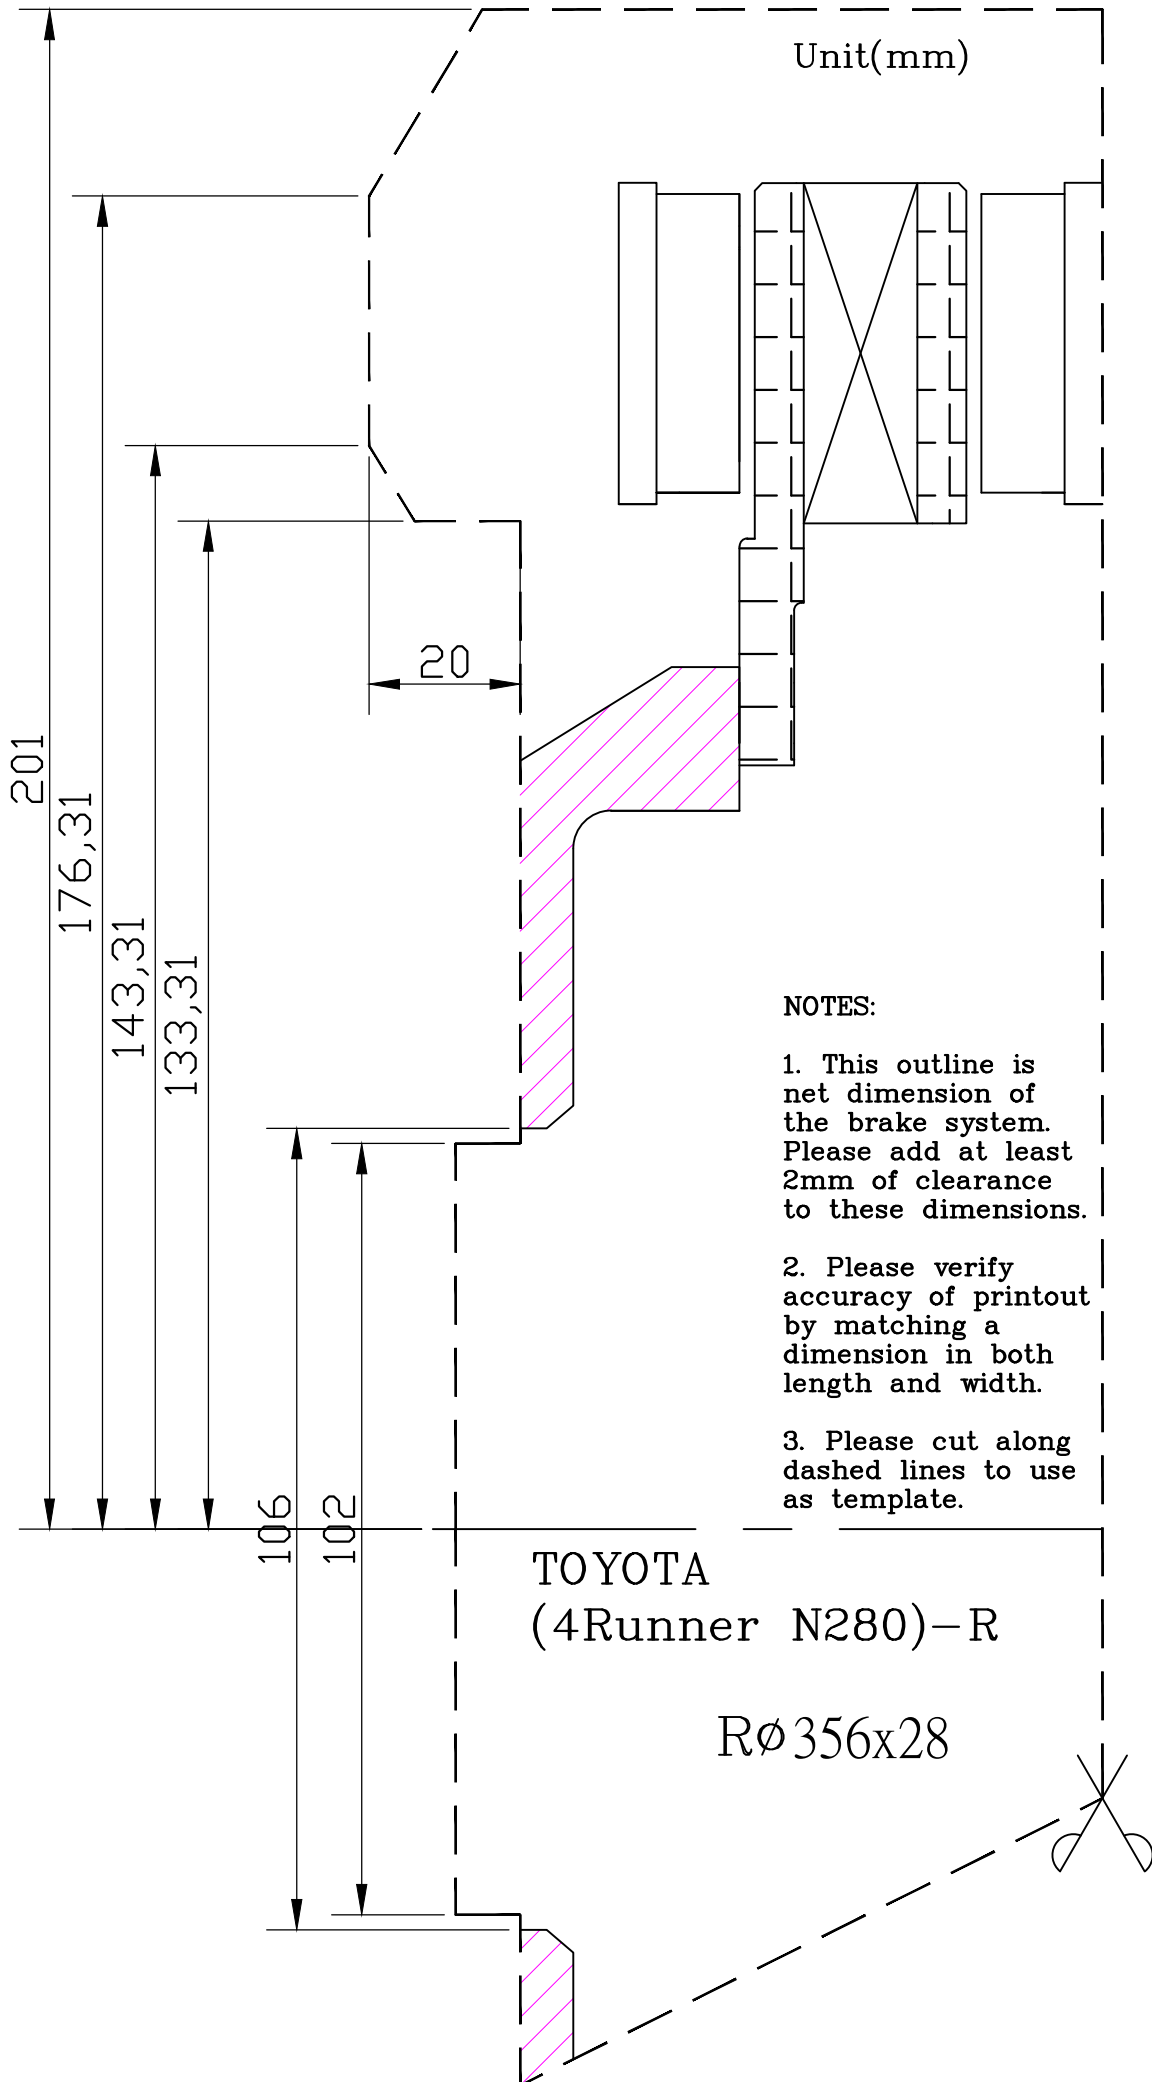 Unit(mm)
20
201
176,31
143,31
133,31
NOTES:
1. This outline is
net dimension of
the brake system.
Please add at least
2mm of clearance
to these dimensions.
2. Please verify
accuracy of printout
by matching a
dimension in both
length and width.
3. Please cut along
dashed lines to use
as template.
106
102
TOYOTA
(4Runner N280)-R
Rø356x28